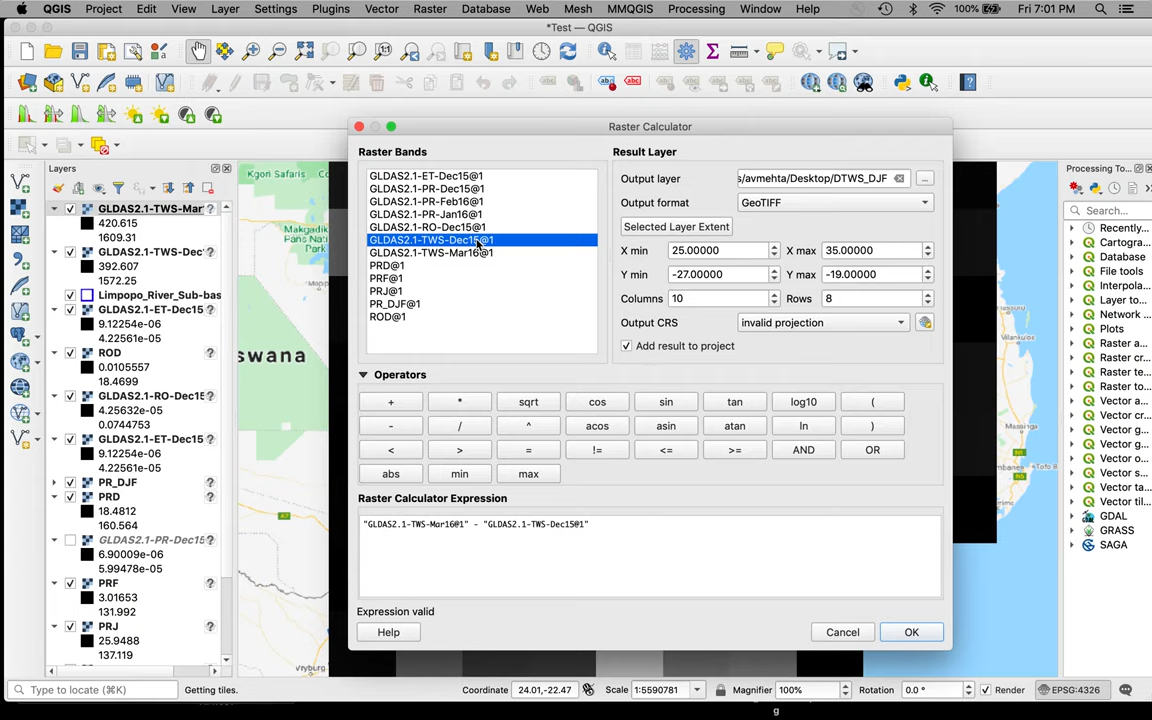 QGIS Project Edit View Layer Settings Plugins Vector Raster Database Web Mesh MMQGIS Processing Window Help 100% Fri 7:01 PM
*Test — QGIS
Layers
GLDAS2.1-TWS-Mar
420.615
1609.31
GLDAS2.1-TWS-Dec
392.607
1572.25
Limpopo_River_Sub-bas
GLDAS2.1-ET-Dec15
9.12254e-06
4.22561e-05
ROD
0.0105557
18.4699
GLDAS2.1-RO-Dec15
4.25632e-05
0.0744753
GLDAS2.1-ET-Dec15
9.12254e-06
4.22561e-05
PR_DJF
PRD
18.4812
160.564
GLDAS2.1-PR-Dec15
6.90009e-06
5.99478e-05
PRF
3.01653
131.992
PRJ
25.9488
137.119
Kgori Safaris
Makgadik
Pans Natio
Park
swana
A7
Vryburg
Raster Calculator
Raster Bands
GLDAS2.1-ET-Dec15@1
GLDAS2.1-PR-Dec15@1
GLDAS2.1-PR-Feb16@1
GLDAS2.1-PR-Jan16@1
GLDAS2.1-RO-Dec15@1
GLDAS2.1-TWS-Dec15@1
GLDAS2.1-TWS-Mar16@1
PRD@1
PRF@1
PRJ@1
PR_DJF@1
ROD@1
Result Layer
Output layer s/avmehta/Desktop/DTWS_DJF ...
Output format GeoTIFF
Selected Layer Extent
X min 25.00000 X max 35.00000
Y min -27.00000 Y max -19.00000
Columns 10 Rows 8
Output CRS invalid projection
Add result to project
Operators
+ * sqrt cos sin tan log10 (
- / ^ acos asin atan ln )
< > = != <= >= AND OR
abs min max
Raster Calculator Expression
"GLDAS2.1-TWS-Mar16@1" - "GLDAS2.1-TWS-Dec15@1"
Expression valid
Help Cancel OK
Vilankulos
Massinga
Processing To...
Search...
Recently...
Cartogra...
Database
File tools
Interpola...
Layer to...
Network ...
Plots
Raster a...
Raster cr...
Raster te...
Raster to...
Vector a...
Vector cr...
Vector g...
Vector o...
Vector s...
Vector ta...
Vector til...
GDAL
GRASS
SAGA
Type to locate (⌘K) Getting tiles. Coordinate 24.01,-22.47 Scale 1:5590781 Magnifier 100% Rotation 0.0 ° Render EPSG:4326
g